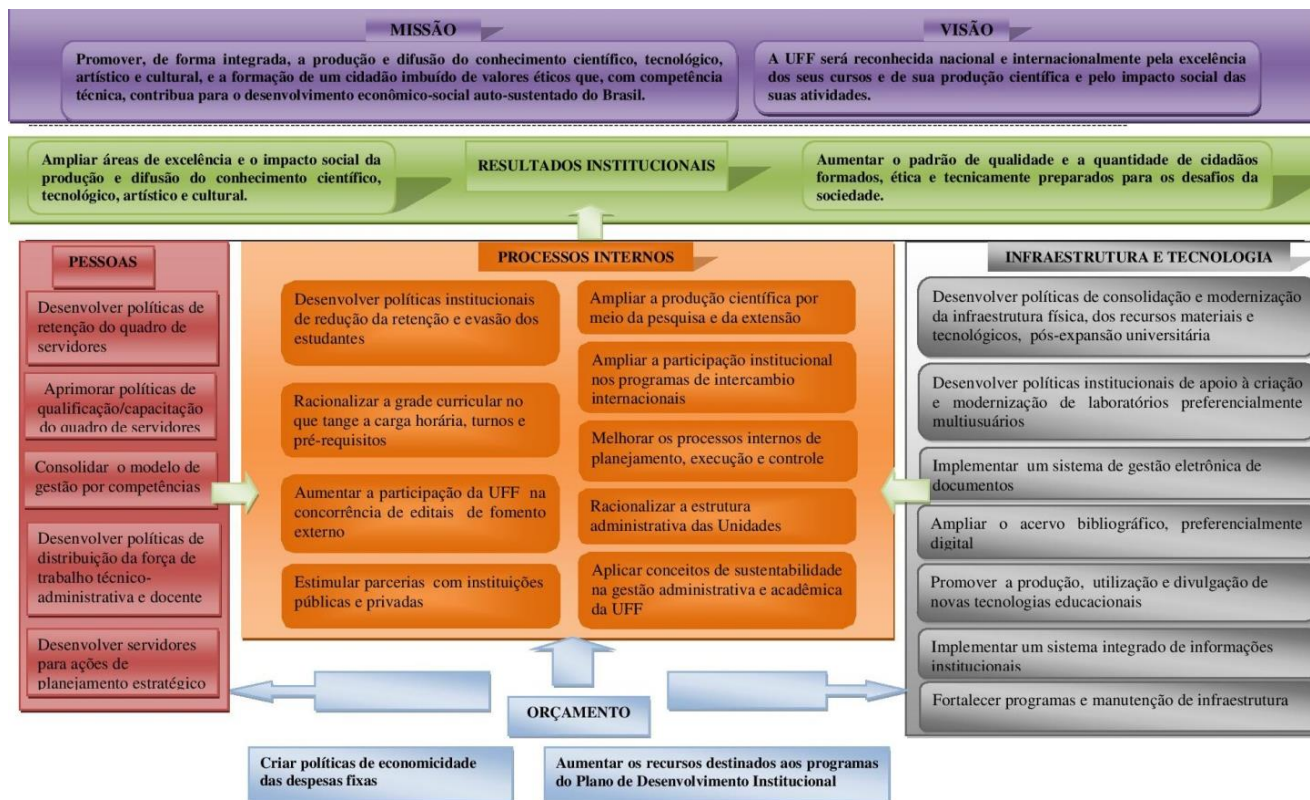 MISSÃO
Promover, de forma integrada, a produção e difusão do conhecimento científico, tecnológico,
artístico e cultural, e a formação de um cidadão imbuído de valores éticos que, com competência
técnica, contribua para o desenvolvimento econômico-social auto-sustentado do Brasil.
VISÃO
A UFF será reconhecida nacional e internacionalmente pela excelência
dos seus cursos e de sua produção científica e pelo impacto social das
suas atividades.
Ampliar áreas de excelência e o impacto social da
produção e difusão do conhecimento científico,
tecnológico, artístico e cultural.
RESULTADOS INSTITUCIONAIS
Aumentar o padrão de qualidade e a quantidade de cidadãos
formados, ética e tecnicamente preparados para os desafios da
sociedade.
PESSOAS
Desenvolver políticas de
retenção do quadro de
servidores
Aprimorar políticas de
qualificação/capacitação
do quadro de servidores
Consolidar o modelo de
gestão por competências
Desenvolver políticas de
distribuição da força de
trabalho técnico-
administrativa e docente
Desenvolver servidores
para ações de
planejamento estratégico
PROCESSOS INTERNOS
Desenvolver políticas institucionais
de redução da retenção e evasão dos
estudantes
Racionalizar a grade curricular no
que tange a carga horária, turnos e
pré-requisitos
Aumentar a participação da UFF na
concorrência de editais de fomento
externo
Estimular parcerias com instituições
públicas e privadas
Ampliar a produção científica por
meio da pesquisa e da extensão
Ampliar a participação institucional
nos programas de intercambio
internacionais
Melhorar os processos internos de
planejamento, execução e controle
Racionalizar a estrutura
administrativa das Unidades
Aplicar conceitos de sustentabilidade
na gestão administrativa e acadêmica
da UFF
INFRAESTRUTURA E TECNOLOGIA
Desenvolver políticas de consolidação e modernização
da infraestrutura física, dos recursos materiais e
tecnológicos, pós-expansão universitária
Desenvolver políticas institucionais de apoio à criação
e modernização de laboratórios preferencialmente
multiusuários
Implementar um sistema de gestão eletrônica de
documentos
Ampliar o acervo bibliográfico, preferencialmente
digital
Promover a produção, utilização e divulgação de
novas tecnologias educacionais
Implementar um sistema integrado de informações
institucionais
Fortalecer programas e manutenção de infraestrutura
ORÇAMENTO
Criar políticas de economicidade
das despesas fixas
Aumentar os recursos destinados aos programas
do Plano de Desenvolvimento Institucional